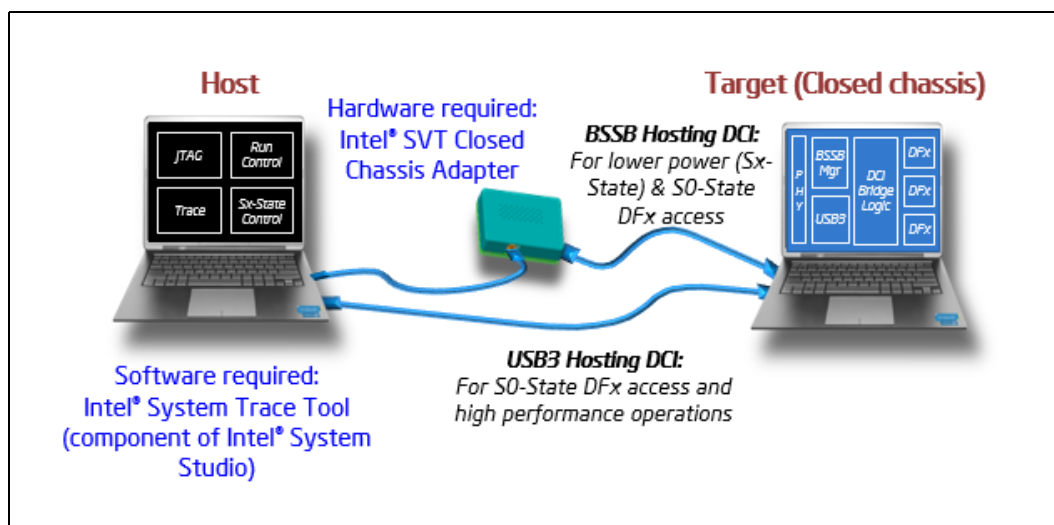 Host
Target (Closed chassis)
Hardware required:
Intel® SVT Closed
Chassis Adapter
BSSB Hosting DCI:
For lower power (Sx-
State) & S0-State
DFx access
JTAG
Run
Control
Trace
Sx-State
Control
P
H
Y
BSSB
Mgr
USB3
DCI
Bridge
Logic
DFx
DFx
DFx
Software required:
Intel® System Trace Tool
(component of Intel® System
Studio)
USB3 Hosting DCI:
For S0-State DFx access and
high performance operations